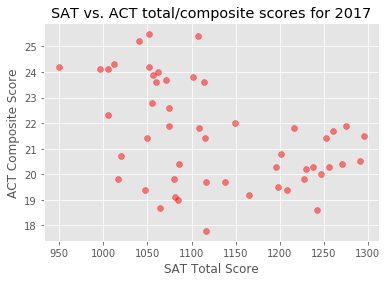 SAT vs. ACT total/composite scores for 2017
ACT Composite Score
25
24
23
22
21
20
19
18
950 1000 1050 1100 1150 1200 1250 1300
SAT Total Score